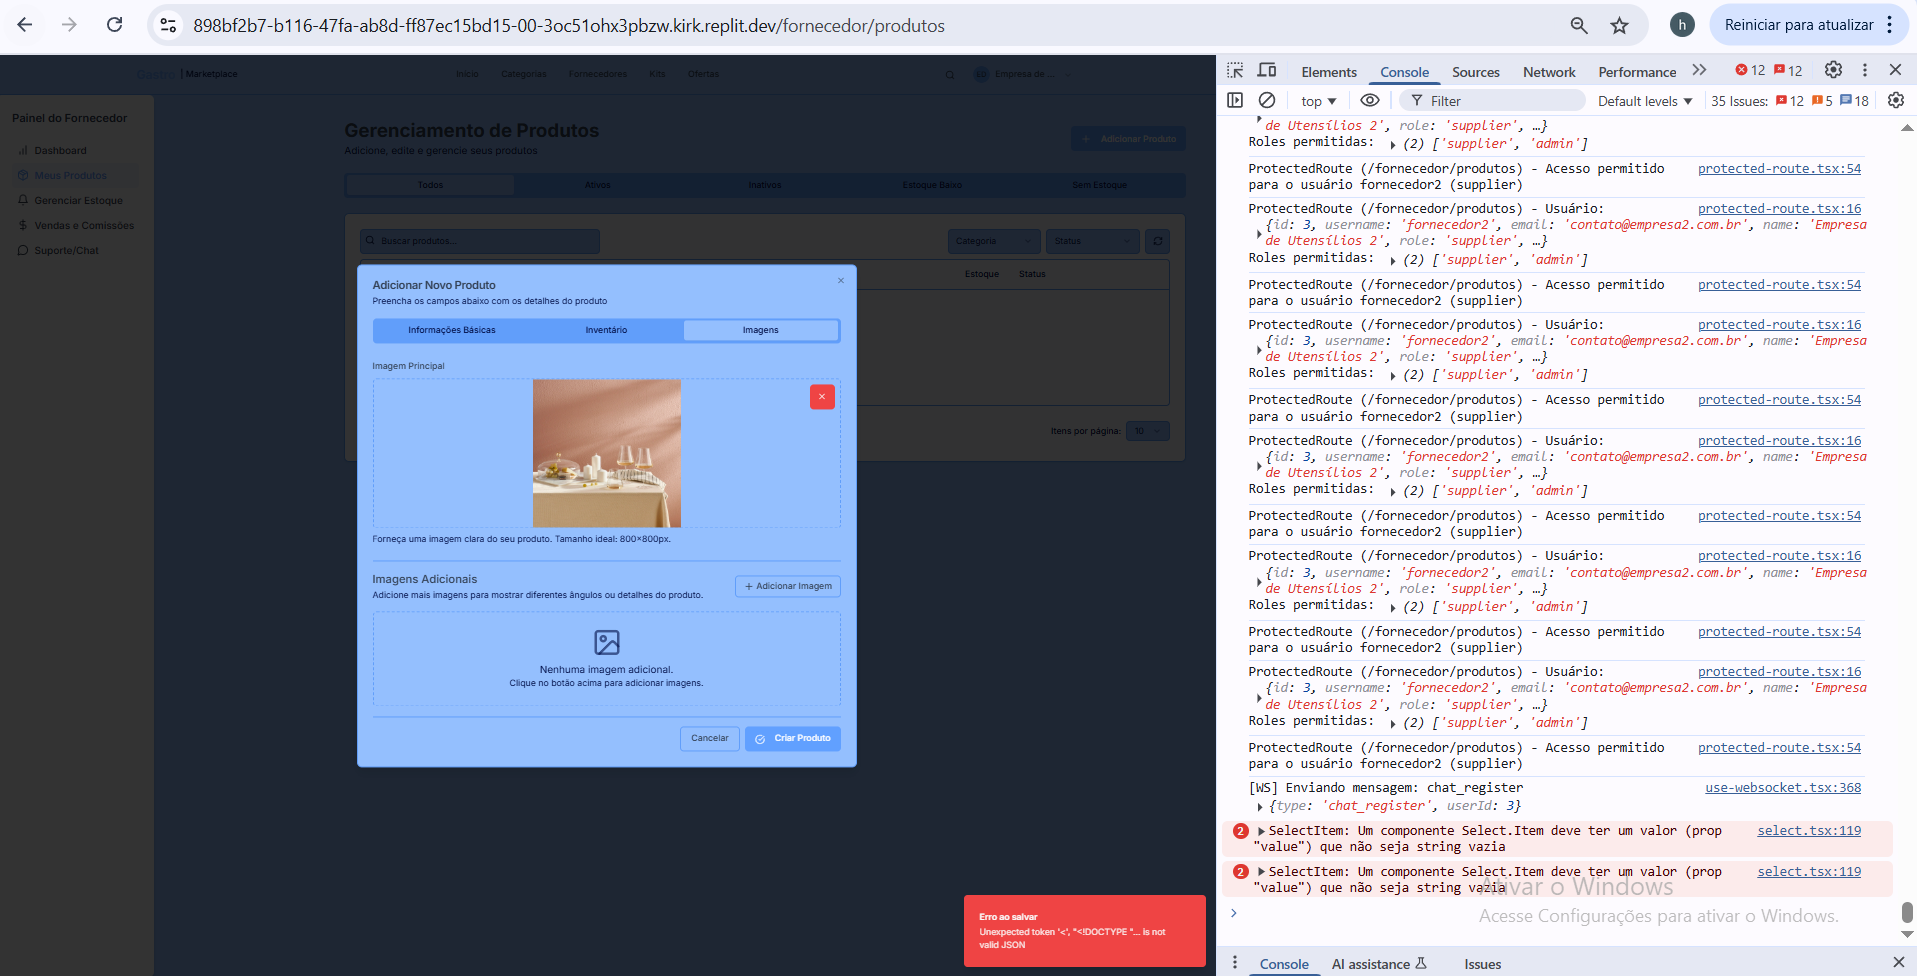 898bf2b7-b116-47fa-ab8d-ff87ec15bd15-00-3oc51ohx3pbzw.kirk.replit.dev/fornecedor/produtos
h
Reiniciar para atualizar
Gastro | Marketplace
Início
Categorias
Fornecedores
Kits
Ofertas
Empresa de ...
Painel do Fornecedor
Dashboard
Meus Produtos
Gerenciar Estoque
Vendas e Comissões
Suporte/Chat
Gerenciamento de Produtos
Adicione, edite e gerencie seus produtos
+ Adicionar Produto
Todos
Ativos
Inativos
Estoque Baixo
Sem Estoque
Buscar produtos...
Categoria
Status
Estoque
Status
Itens por página:
10
Adicionar Novo Produto
Preencha os campos abaixo com os detalhes do produto
Informações Básicas
Inventário
Imagens
Imagem Principal
Forneça uma imagem clara do seu produto. Tamanho ideal: 800×800px.
Imagens Adicionais
Adicione mais imagens para mostrar diferentes ângulos ou detalhes do produto.
+ Adicionar Imagem
Nenhuma imagem adicional.
Clique no botão acima para adicionar imagens.
Cancelar
Criar Produto
Erro ao salvar
Unexpected token '<', "<!DOCTYPE "... is not
valid JSON
Elements
Console
Sources
Network
Performance
12
12
top
Filter
Default levels
35 Issues:
12
5
18
de Utensílios 2', role: 'supplier', …}
Roles permitidas: (2) ['supplier', 'admin']
ProtectedRoute (/fornecedor/produtos) - Acesso permitido protected-route.tsx:54
para o usuário fornecedor2 (supplier)
ProtectedRoute (/fornecedor/produtos) - Usuário: protected-route.tsx:16
{id: 3, username: 'fornecedor2', email: 'contato@empresa2.com.br', name: 'Empresa
de Utensílios 2', role: 'supplier', …}
Roles permitidas: (2) ['supplier', 'admin']
ProtectedRoute (/fornecedor/produtos) - Acesso permitido protected-route.tsx:54
para o usuário fornecedor2 (supplier)
ProtectedRoute (/fornecedor/produtos) - Usuário: protected-route.tsx:16
{id: 3, username: 'fornecedor2', email: 'contato@empresa2.com.br', name: 'Empresa
de Utensílios 2', role: 'supplier', …}
Roles permitidas: (2) ['supplier', 'admin']
ProtectedRoute (/fornecedor/produtos) - Acesso permitido protected-route.tsx:54
para o usuário fornecedor2 (supplier)
ProtectedRoute (/fornecedor/produtos) - Usuário: protected-route.tsx:16
{id: 3, username: 'fornecedor2', email: 'contato@empresa2.com.br', name: 'Empresa
de Utensílios 2', role: 'supplier', …}
Roles permitidas: (2) ['supplier', 'admin']
ProtectedRoute (/fornecedor/produtos) - Acesso permitido protected-route.tsx:54
para o usuário fornecedor2 (supplier)
ProtectedRoute (/fornecedor/produtos) - Usuário: protected-route.tsx:16
{id: 3, username: 'fornecedor2', email: 'contato@empresa2.com.br', name: 'Empresa
de Utensílios 2', role: 'supplier', …}
Roles permitidas: (2) ['supplier', 'admin']
ProtectedRoute (/fornecedor/produtos) - Acesso permitido protected-route.tsx:54
para o usuário fornecedor2 (supplier)
ProtectedRoute (/fornecedor/produtos) - Usuário: protected-route.tsx:16
{id: 3, username: 'fornecedor2', email: 'contato@empresa2.com.br', name: 'Empresa
de Utensílios 2', role: 'supplier', …}
Roles permitidas: (2) ['supplier', 'admin']
ProtectedRoute (/fornecedor/produtos) - Acesso permitido protected-route.tsx:54
para o usuário fornecedor2 (supplier)
[WS] Enviando mensagem: chat_register use-websocket.tsx:368
{type: 'chat_register', userId: 3}
2 SelectItem: Um componente Select.Item deve ter um valor (prop select.tsx:119
"value") que não seja string vazia
2 SelectItem: Um componente Select.Item deve ter um valor (prop select.tsx:119
"value") que não seja string vazia
Ativar o Windows
Acesse Configurações para ativar o Windows.
Console
AI assistance
Issues